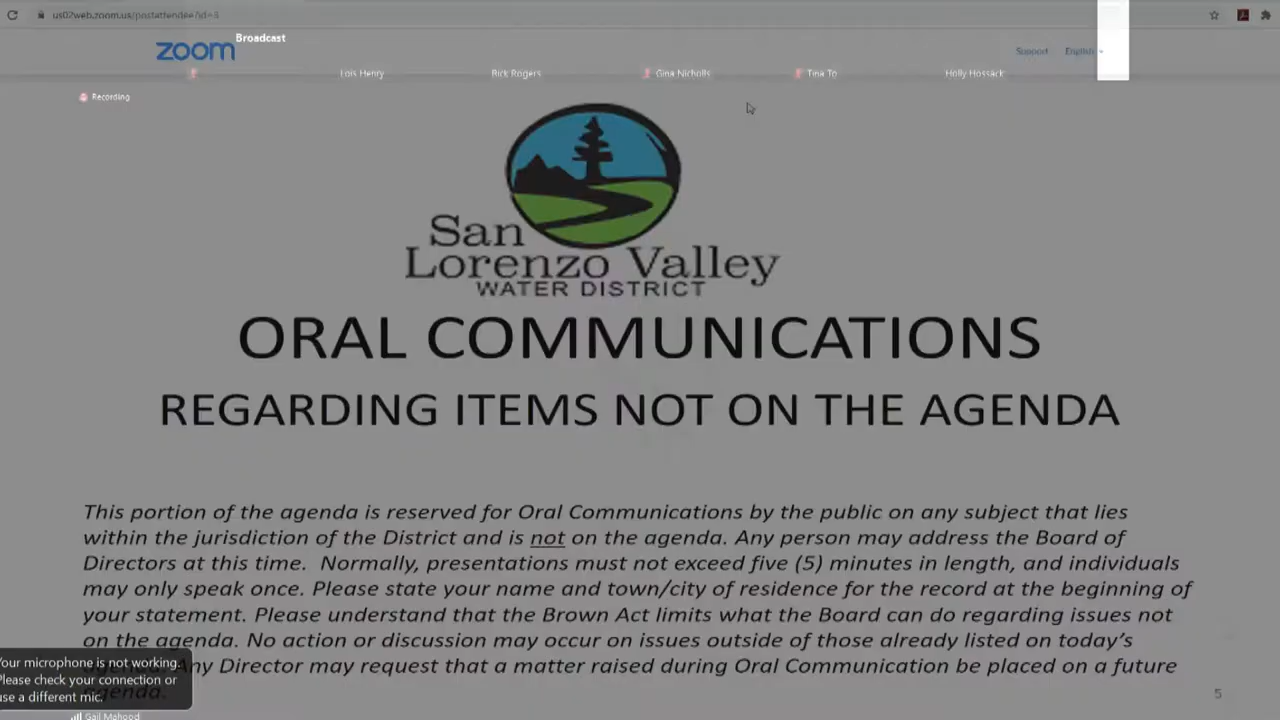 us02web.zoom.us/postattendee?id=3
zoom
Broadcast
Support
English
Lois Henry
Rick Rogers
Gina Nicholls
Tina To
Holly Hossack
Recording
San
Lorenzo Valley
WATER DISTRICT
ORAL COMMUNICATIONS
REGARDING ITEMS NOT ON THE AGENDA
This portion of the agenda is reserved for Oral Communications by the public on any subject that lies
within the jurisdiction of the District and is not on the agenda. Any person may address the Board of
Directors at this time. Normally, presentations must not exceed five (5) minutes in length, and individuals
may only speak once. Please state your name and town/city of residence for the record at the beginning of
your statement. Please understand that the Brown Act limits what the Board can do regarding issues not
on the agenda. No action or discussion may occur on issues outside of those already listed on today's
agenda. Any Director may request that a matter raised during Oral Communication be placed on a future
agenda.
Your microphone is not working.
Please check your connection or
use a different mic.
5
Gail Mahood